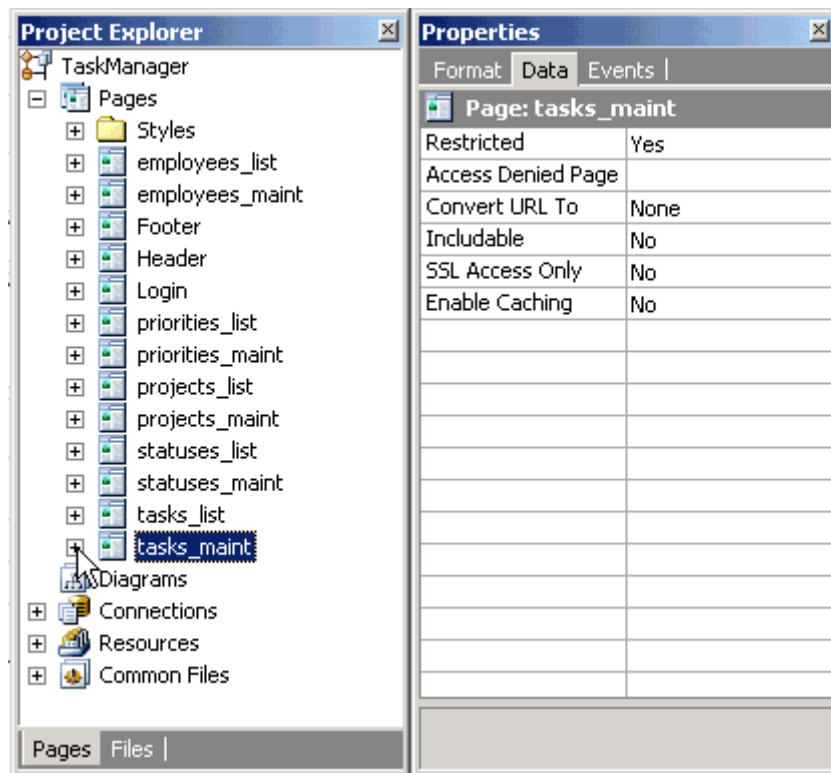 Project Explorer
TaskManager
Pages
Styles
employees_list
employees_maint
Footer
Header
Login
priorities_list
priorities_maint
projects_list
projects_maint
statuses_list
statuses_maint
tasks_list
tasks_maint
Diagrams
Connections
Resources
Common Files
Pages Files
Properties
Format Data Events
Page: tasks_maint
Restricted Yes
Access Denied Page
Convert URL To None
Includable No
SSL Access Only No
Enable Caching No